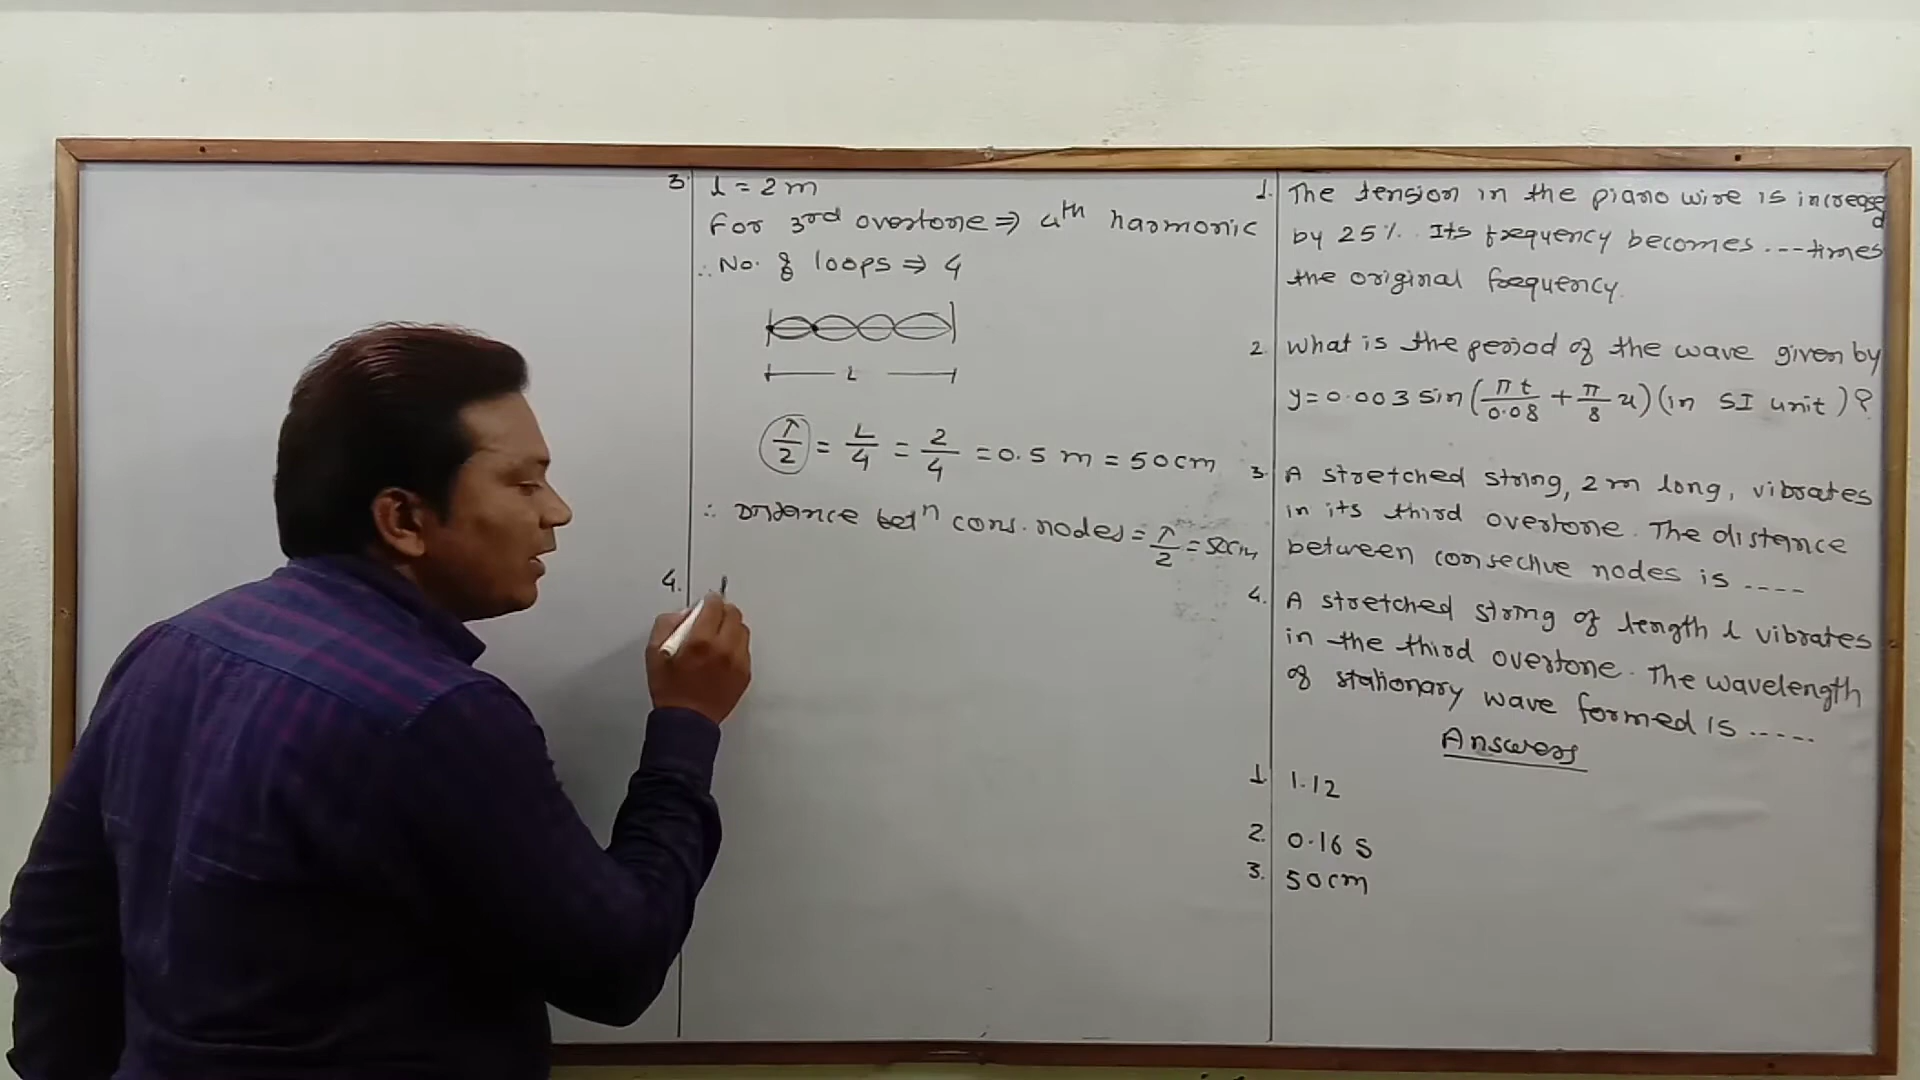 3. l = 2 m
For 3rd overtone ⇒ 4th harmonic
∴ No. of loops ⇒ 4
L
λ/2 = L/4 = 2/4 = 0.5 m = 50 cm
∴ Distance betn cons. nodes = λ/2 = 50cm
4.
1. The tension in the piano wire is increased
by 25%. Its frequency becomes ---times
the original frequency.
2. What is the period of the wave given by
y = 0.003 sin (πt/0.08 + π/8 x) (in SI unit)?
3. A stretched string, 2 m long, vibrates
in its third overtone. The distance
between consective nodes is ----
4. A stretched string of length l vibrates
in the third overtone. The wavelength
of stationary wave formed is -----
Answers
1. 1.12
2. 0.16 s
3. 50cm